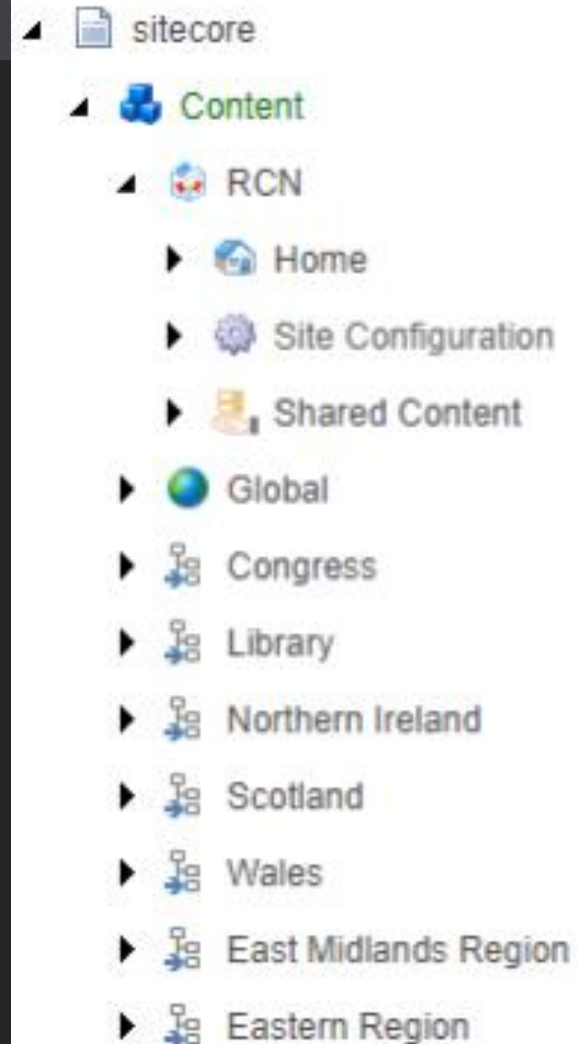 sitecore
Content
RCN
Home
Site Configuration
Shared Content
Global
Congress
Library
Northern Ireland
Scotland
Wales
East Midlands Region
Eastern Region